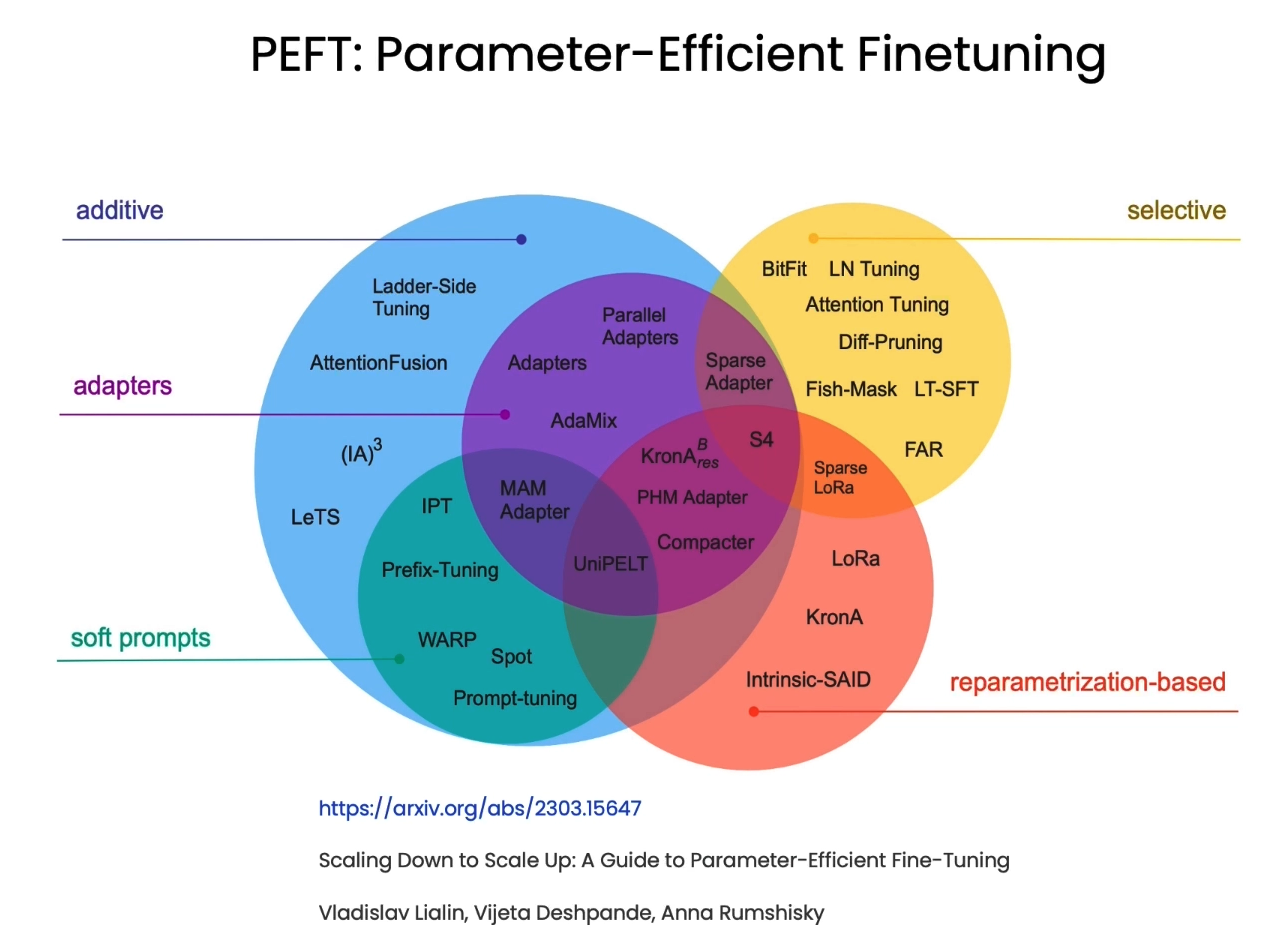 PEFT: Parameter-Efficient Finetuning
additive
selective
BitFit LN Tuning
Ladder-Side
Tuning
Attention Tuning
Parallel
Adapters
Diff-Pruning
AttentionFusion
Adapters
Sparse
Adapter
adapters
Fish-Mask LT-SFT
AdaMix
(IA)³
KronA^B_res
S4
FAR
Sparse
LoRa
MAM
Adapter
IPT
PHM Adapter
LeTS
Compacter
LoRa
Prefix-Tuning
UniPELT
KronA
soft prompts
WARP
Spot
Intrinsic-SAID
reparametrization-based
Prompt-tuning
https://arxiv.org/abs/2303.15647
Scaling Down to Scale Up: A Guide to Parameter-Efficient Fine-Tuning
Vladislav Lialin, Vijeta Deshpande, Anna Rumshisky